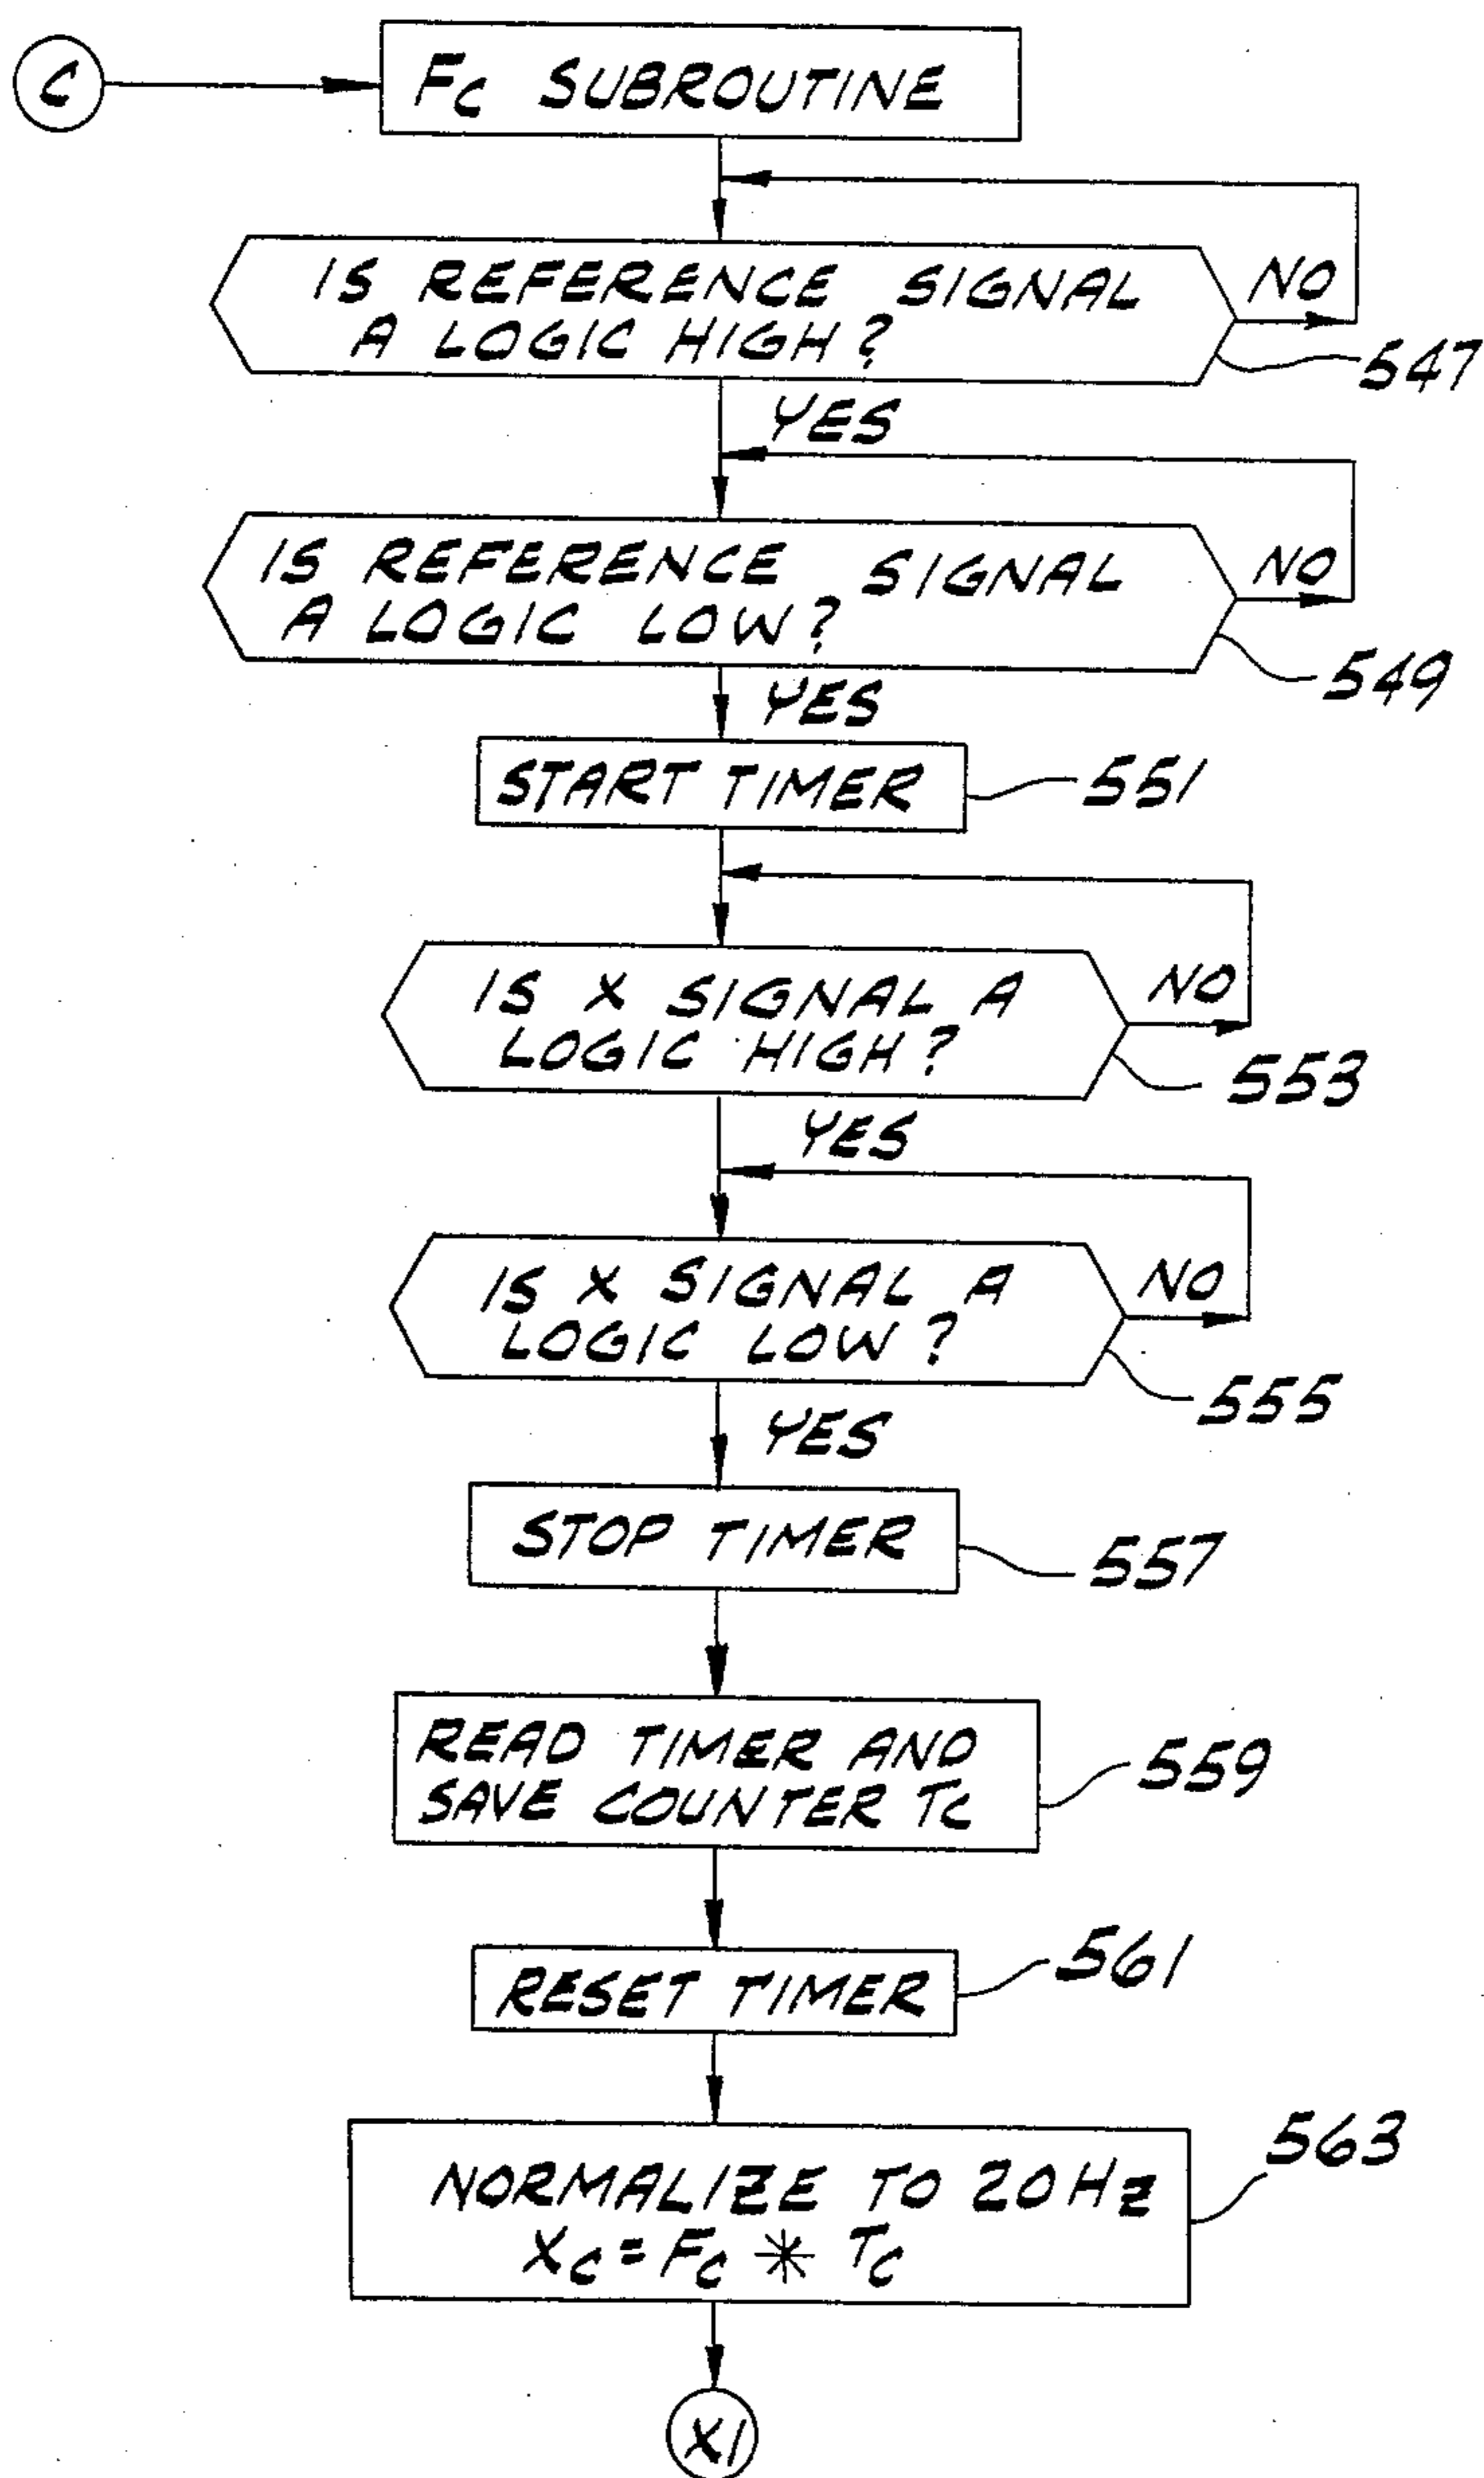 C
Fc SUBROUTINE
IS REFERENCE SIGNAL
A LOGIC HIGH?
NO
547
YES
IS REFERENCE SIGNAL
A LOGIC LOW?
NO
549
YES
START TIMER
551
IS X SIGNAL A
LOGIC HIGH?
NO
553
YES
IS X SIGNAL A
LOGIC LOW?
NO
555
YES
STOP TIMER
557
READ TIMER AND
SAVE COUNTER Tc
559
RESET TIMER
561
NORMALIZE TO 20 Hz
Xc = Fc * Tc
563
X1